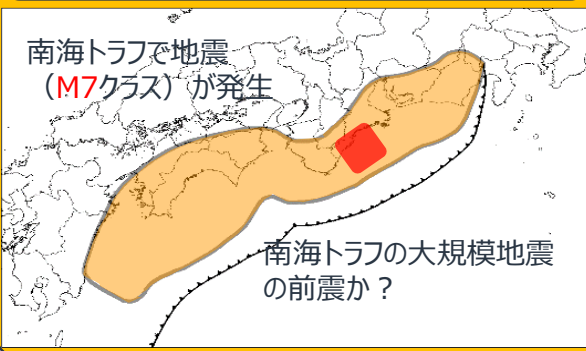 南海トラフで地震
（M7クラス）が発生
南海トラフの大規模地震
の前震か？